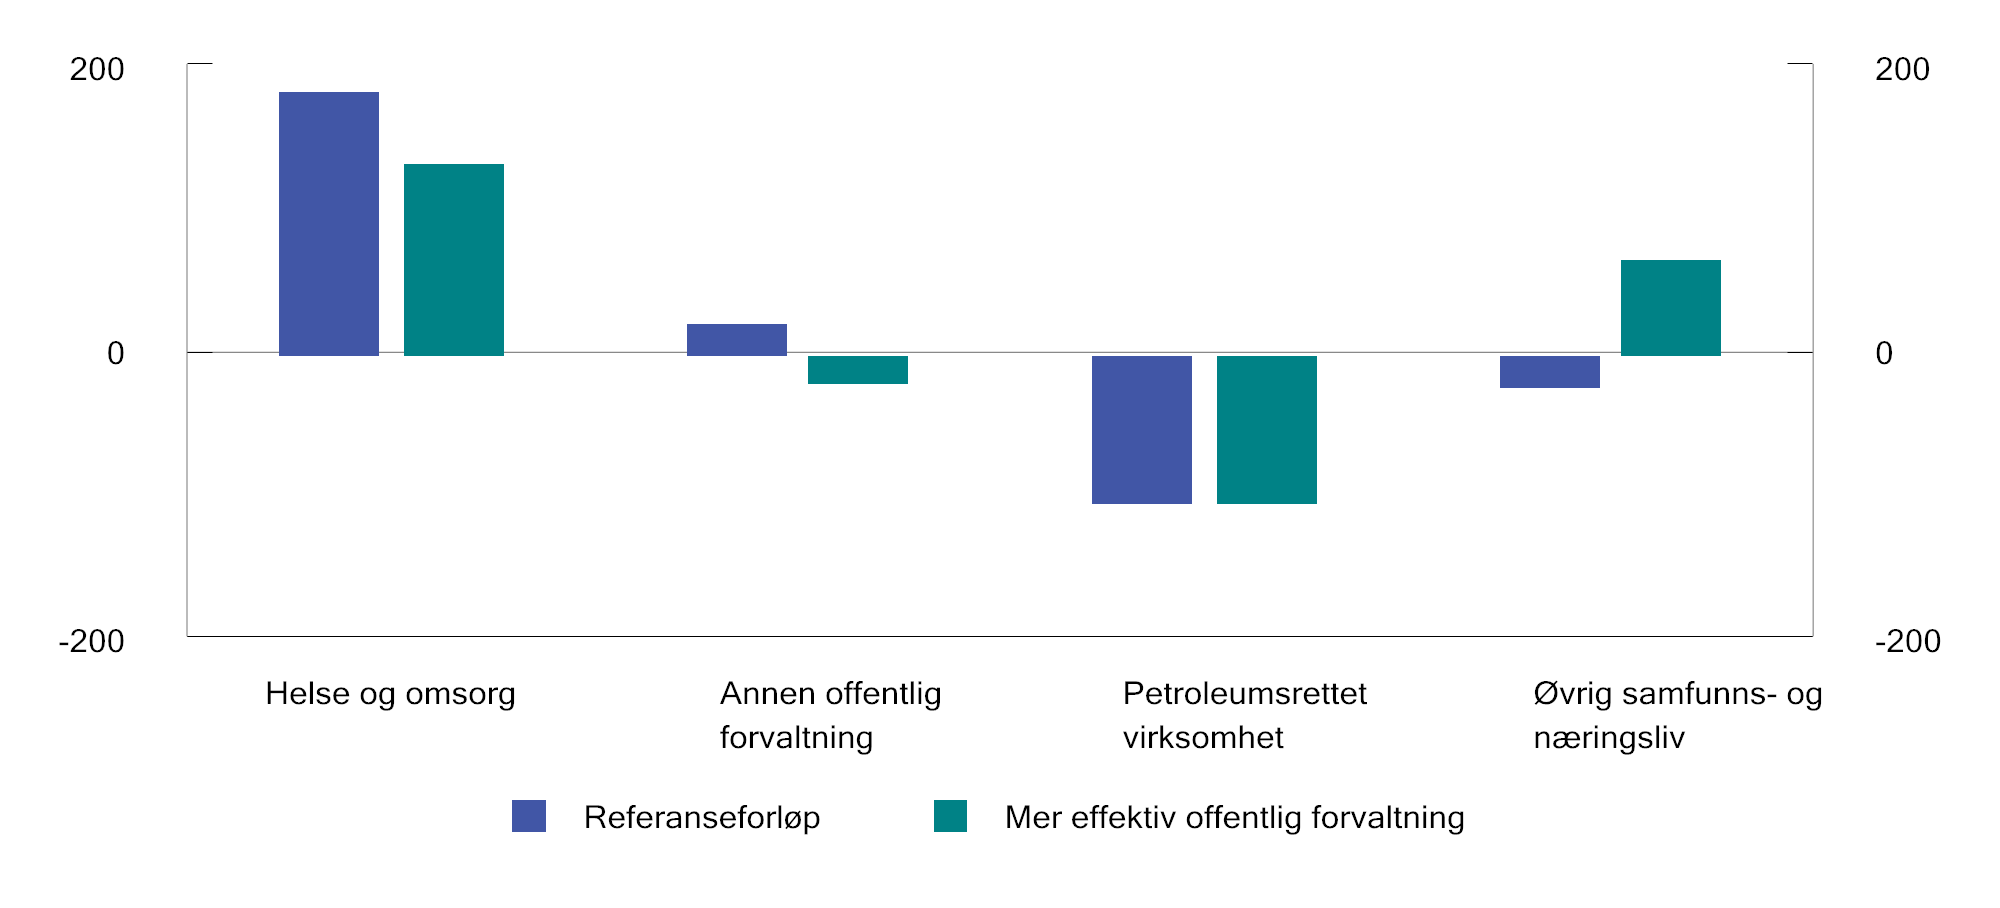 200
200
0
0
-200
-200
Helse og omsorg
Annen offentlig
forvaltning
Petroleumsrettet
virksomhet
Øvrig samfunns- og
næringsliv
Referanseforløp
Mer effektiv offentlig forvaltning